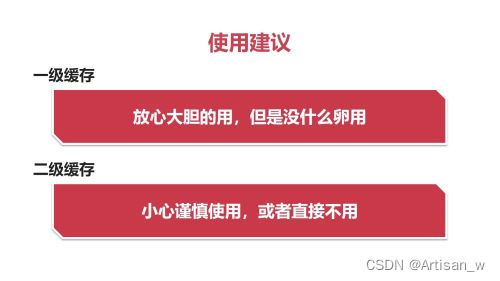 使用建议
一级缓存
放心大胆的用，但是没什么卵用
二级缓存
小心谨慎使用，或者直接不用
CSDN @Artisan_w